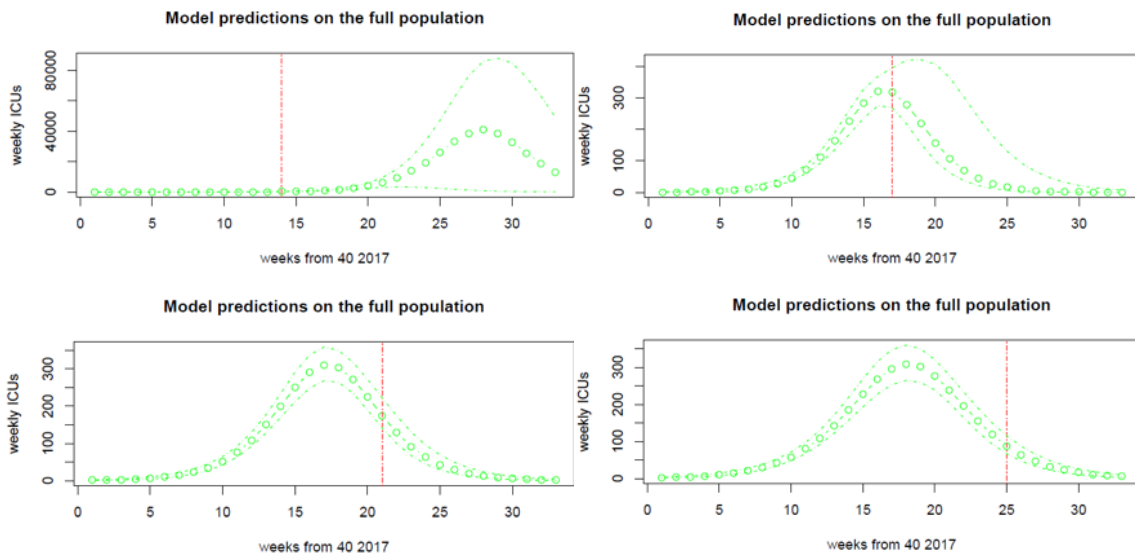 Model predictions on the full population
weekly ICUs
0 40000 80000
0 5 10 15 20 25 30
weeks from 40 2017
Model predictions on the full population
weekly ICUs
0 100 300
0 5 10 15 20 25 30
weeks from 40 2017
Model predictions on the full population
weekly ICUs
0 100 200 300
0 5 10 15 20 25 30
weeks from 40 2017
Model predictions on the full population
weekly ICUs
0 100 200 300
0 5 10 15 20 25 30
weeks from 40 2017